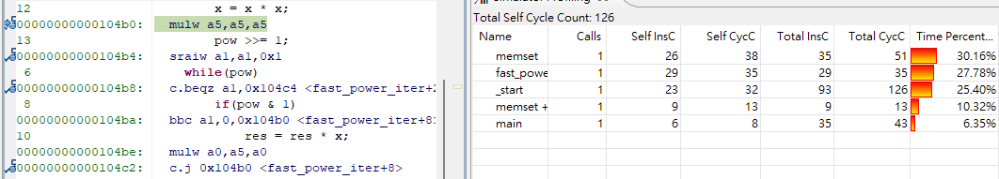 12 x = x * x;
00000000000104b0: mulw a5,a5,a5
13 pow >>= 1;
00000000000104b4: sraiw a1,a1,0x1
6 while(pow)
00000000000104b8: c.beqz a1,0x104c4 <fast_power_iter+2
8 if(pow & 1)
00000000000104ba: bbc a1,0,0x104b0 <fast_power_iter+8>
10 res = res * x;
00000000000104be: mulw a0,a5,a0
00000000000104c2: c.j 0x104b0 <fast_power_iter+8>
Total Self Cycle Count: 126
Name Calls Self InsC Self CycC Total InsC Total CycC Time Percent...
memset 1 26 38 35 51 30.16%
fast_powe 1 29 35 29 35 27.78%
_start 1 23 32 93 126 25.40%
memset + 1 9 13 9 13 10.32%
main 1 6 8 35 43 6.35%